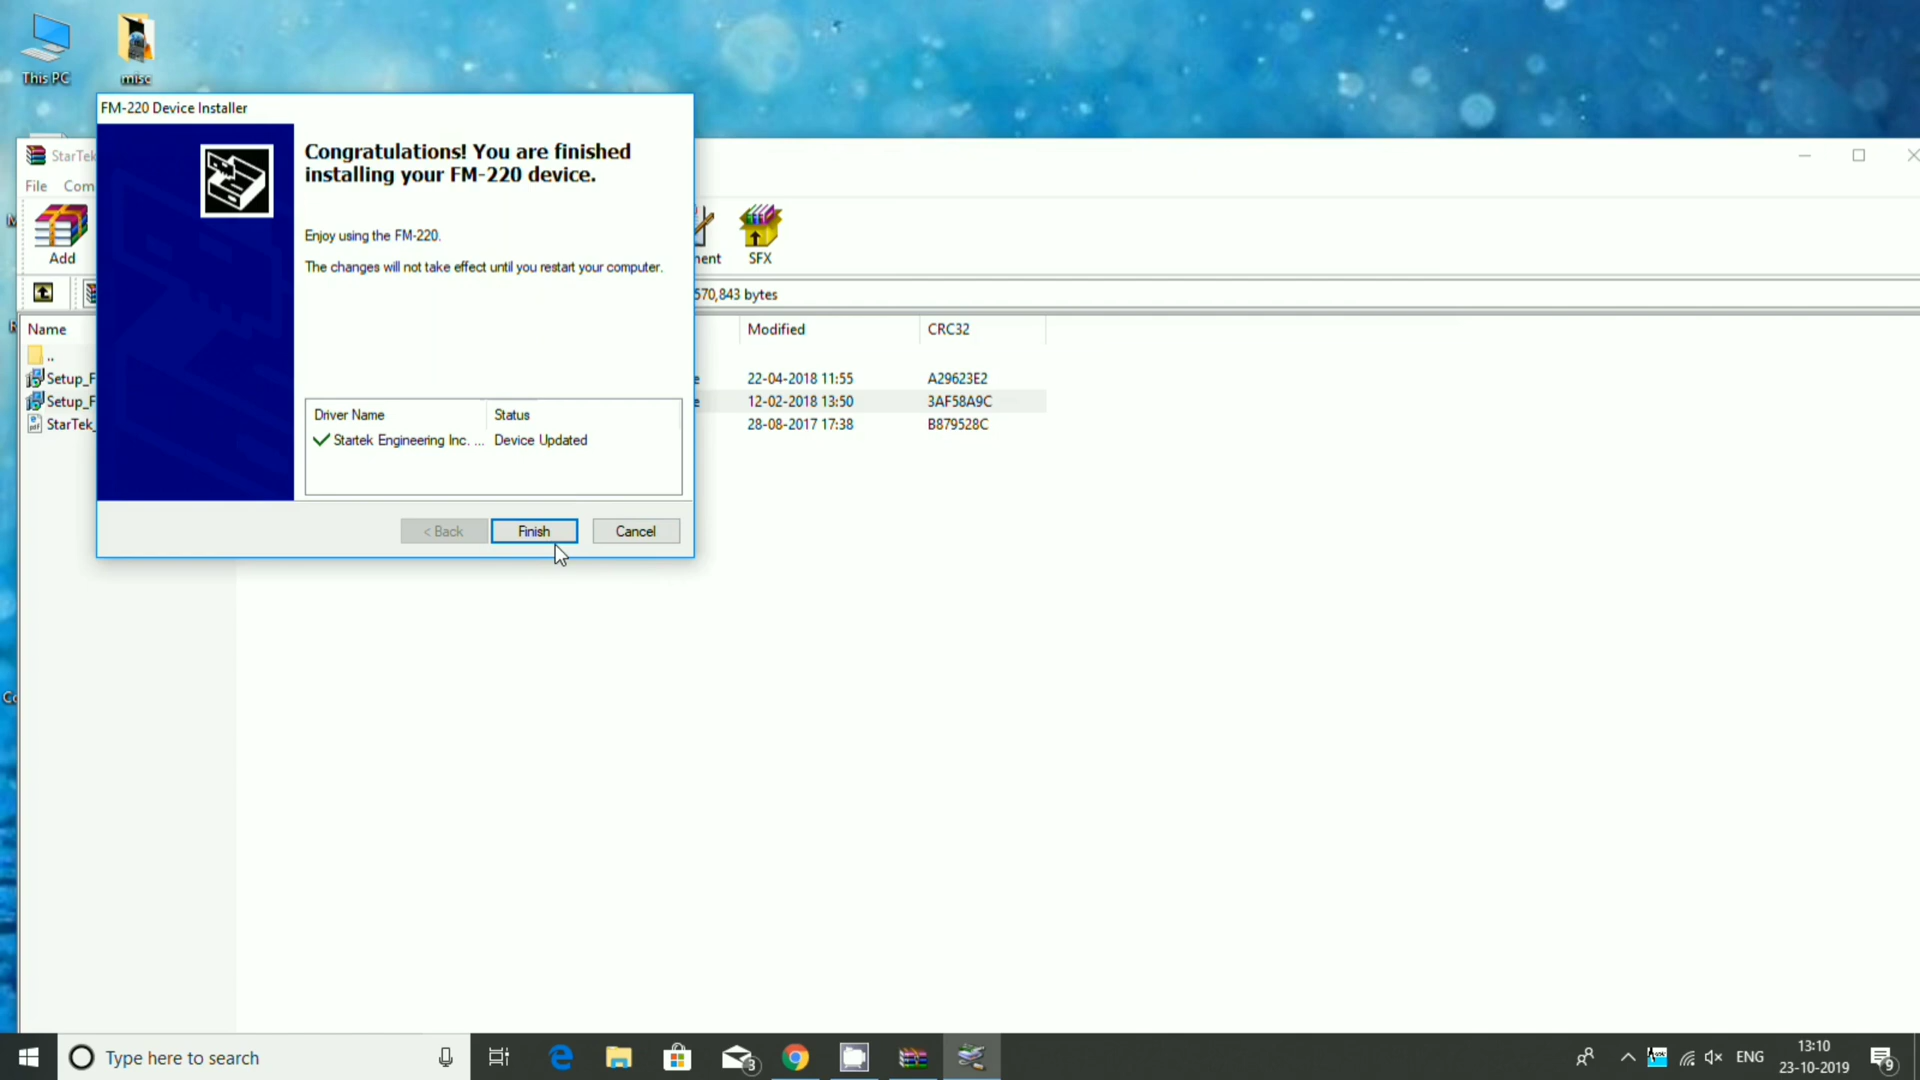 This PC
misc
FM-220 Device Installer
Congratulations! You are finished
installing your FM-220 device.
Enjoy using the FM-220.
The changes will not take effect until you restart your computer.
Driver Name Status
Startek Engineering Inc. ... Device Updated
< Back Finish Cancel
StarTek
File Com
Add
ment SFX
570,843 bytes
Name Modified CRC32
..
Setup_F e 22-04-2018 11:55 A29623E2
Setup_F e 12-02-2018 13:50 3AF58A9C
StarTek_ 28-08-2017 17:38 B879528C
Type here to search
3
ENG
13:10
23-10-2019
9